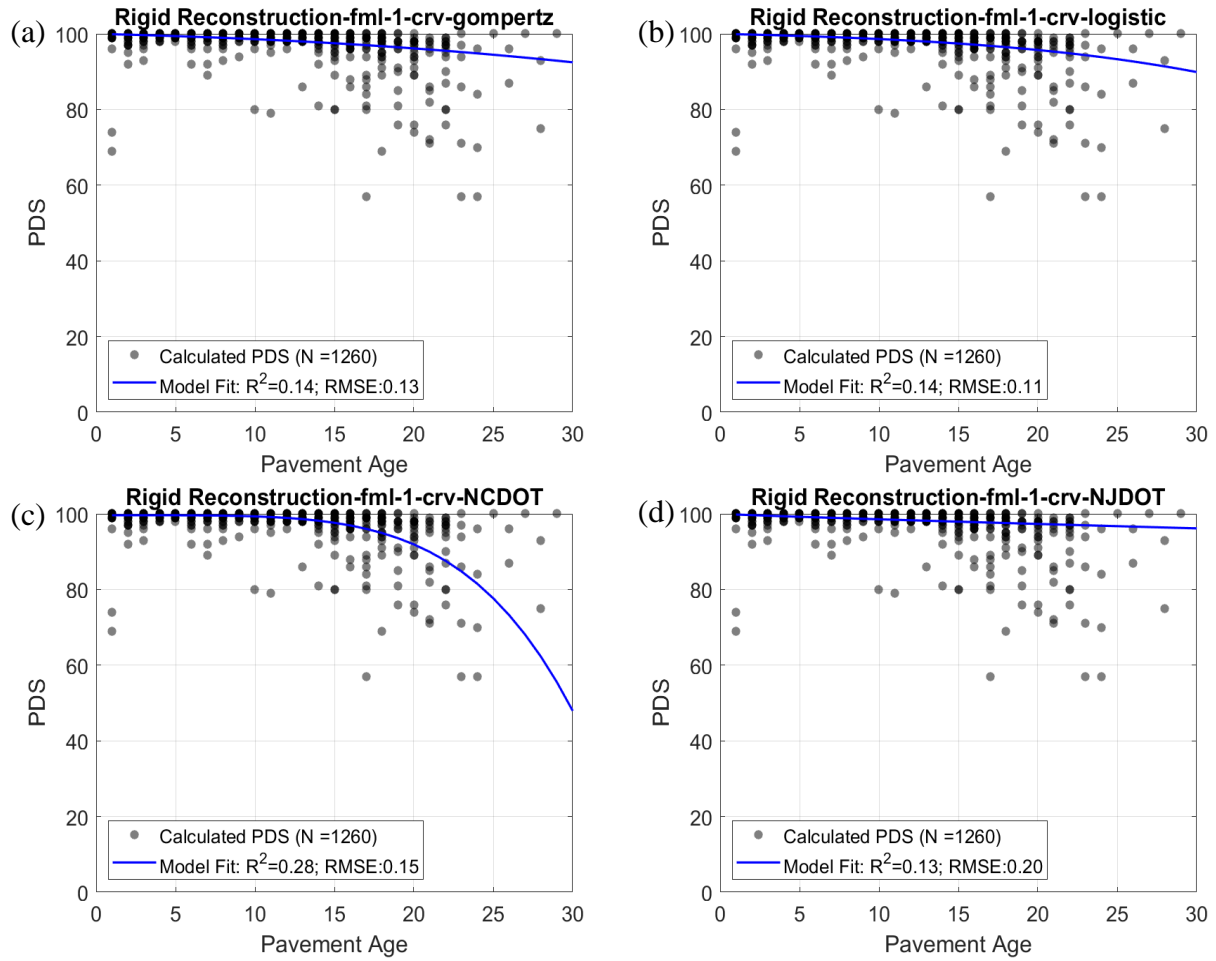 (a)
Rigid Reconstruction-fml-1-crv-gompertz
100
80
60
40
20
0
PDS
Calculated PDS (N =1260)
Model Fit: R²=0.14; RMSE:0.13
0 5 10 15 20 25 30
Pavement Age
(b)
Rigid Reconstruction-fml-1-crv-logistic
100
80
60
40
20
0
PDS
Calculated PDS (N =1260)
Model Fit: R²=0.14; RMSE:0.11
0 5 10 15 20 25 30
Pavement Age
(c)
Rigid Reconstruction-fml-1-crv-NCDOT
100
80
60
40
20
0
PDS
Calculated PDS (N =1260)
Model Fit: R²=0.28; RMSE:0.15
0 5 10 15 20 25 30
Pavement Age
(d)
Rigid Reconstruction-fml-1-crv-NJDOT
100
80
60
40
20
0
PDS
Calculated PDS (N =1260)
Model Fit: R²=0.13; RMSE:0.20
0 5 10 15 20 25 30
Pavement Age